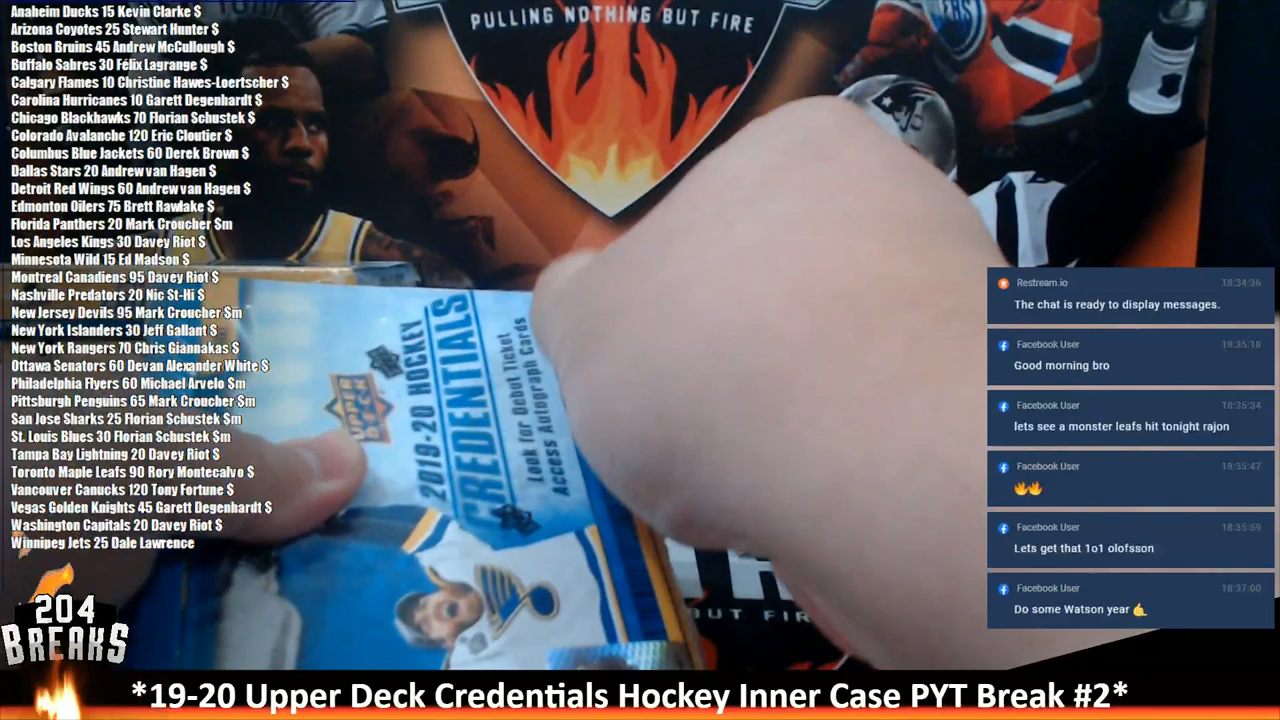 Anaheim Ducks 15 Kevin Clarke $
Arizona Coyotes 25 Stewart Hunter $
Boston Bruins 45 Andrew McCullough $
Buffalo Sabres 30 Félix Lagrange $
Calgary Flames 10 Christine Hawes-Loertscher $
Carolina Hurricanes 10 Garett Degenhardt $
Chicago Blackhawks 70 Florian Schustek $
Colorado Avalanche 120 Eric Cloutier $
Columbus Blue Jackets 60 Derek Brown $
Dallas Stars 20 Andrew van Hagen $
Detroit Red Wings 60 Andrew van Hagen $
Edmonton Oilers 75 Brett Rawlake $
Florida Panthers 20 Mark Croucher $m
Los Angeles Kings 30 Davey Riot $
Minnesota Wild 15 Ed Madson $
Montreal Canadiens 95 Davey Riot $
Nashville Predators 20 Nic St-Hi $
New Jersey Devils 95 Mark Croucher $m
New York Islanders 30 Jeff Gallant $
New York Rangers 70 Chris Giannakas $
Ottawa Senators 60 Devan Alexander White $
Philadelphia Flyers 60 Michael Arvelo $m
Pittsburgh Penguins 65 Mark Croucher $m
San Jose Sharks 25 Florian Schustek $m
St. Louis Blues 30 Florian Schustek $m
Tampa Bay Lightning 20 Davey Riot $
Toronto Maple Leafs 90 Rory Montecalvo $
Vancouver Canucks 120 Tony Fortune $
Vegas Golden Knights 45 Garett Degenhardt $
Washington Capitals 20 Davey Riot $
Winnipeg Jets 25 Dale Lawrence
204
BREAKS
PULLING NOTHING BUT FIRE
UPPER
DECK
2019-20 HOCKEY
CREDENTIALS
Look for Debut Ticket
Access Autograph Cards
BUT FIR
Restream.io 18:34:36
The chat is ready to display messages.
Facebook User 18:35:18
Good morning bro
Facebook User 18:35:34
lets see a monster leafs hit tonight rajon
Facebook User 18:35:47
🔥🔥
Facebook User 18:35:59
Lets get that 1o1 olofsson
Facebook User 18:37:00
Do some Watson year 🤙
*19-20 Upper Deck Credentials Hockey Inner Case PYT Break #2*